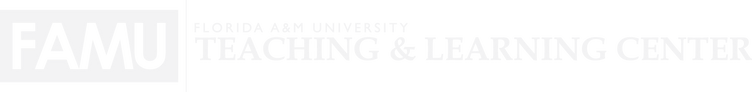 FAMU
FLORIDA A&M UNIVERSITY
TEACHING & LEARNING CENTER